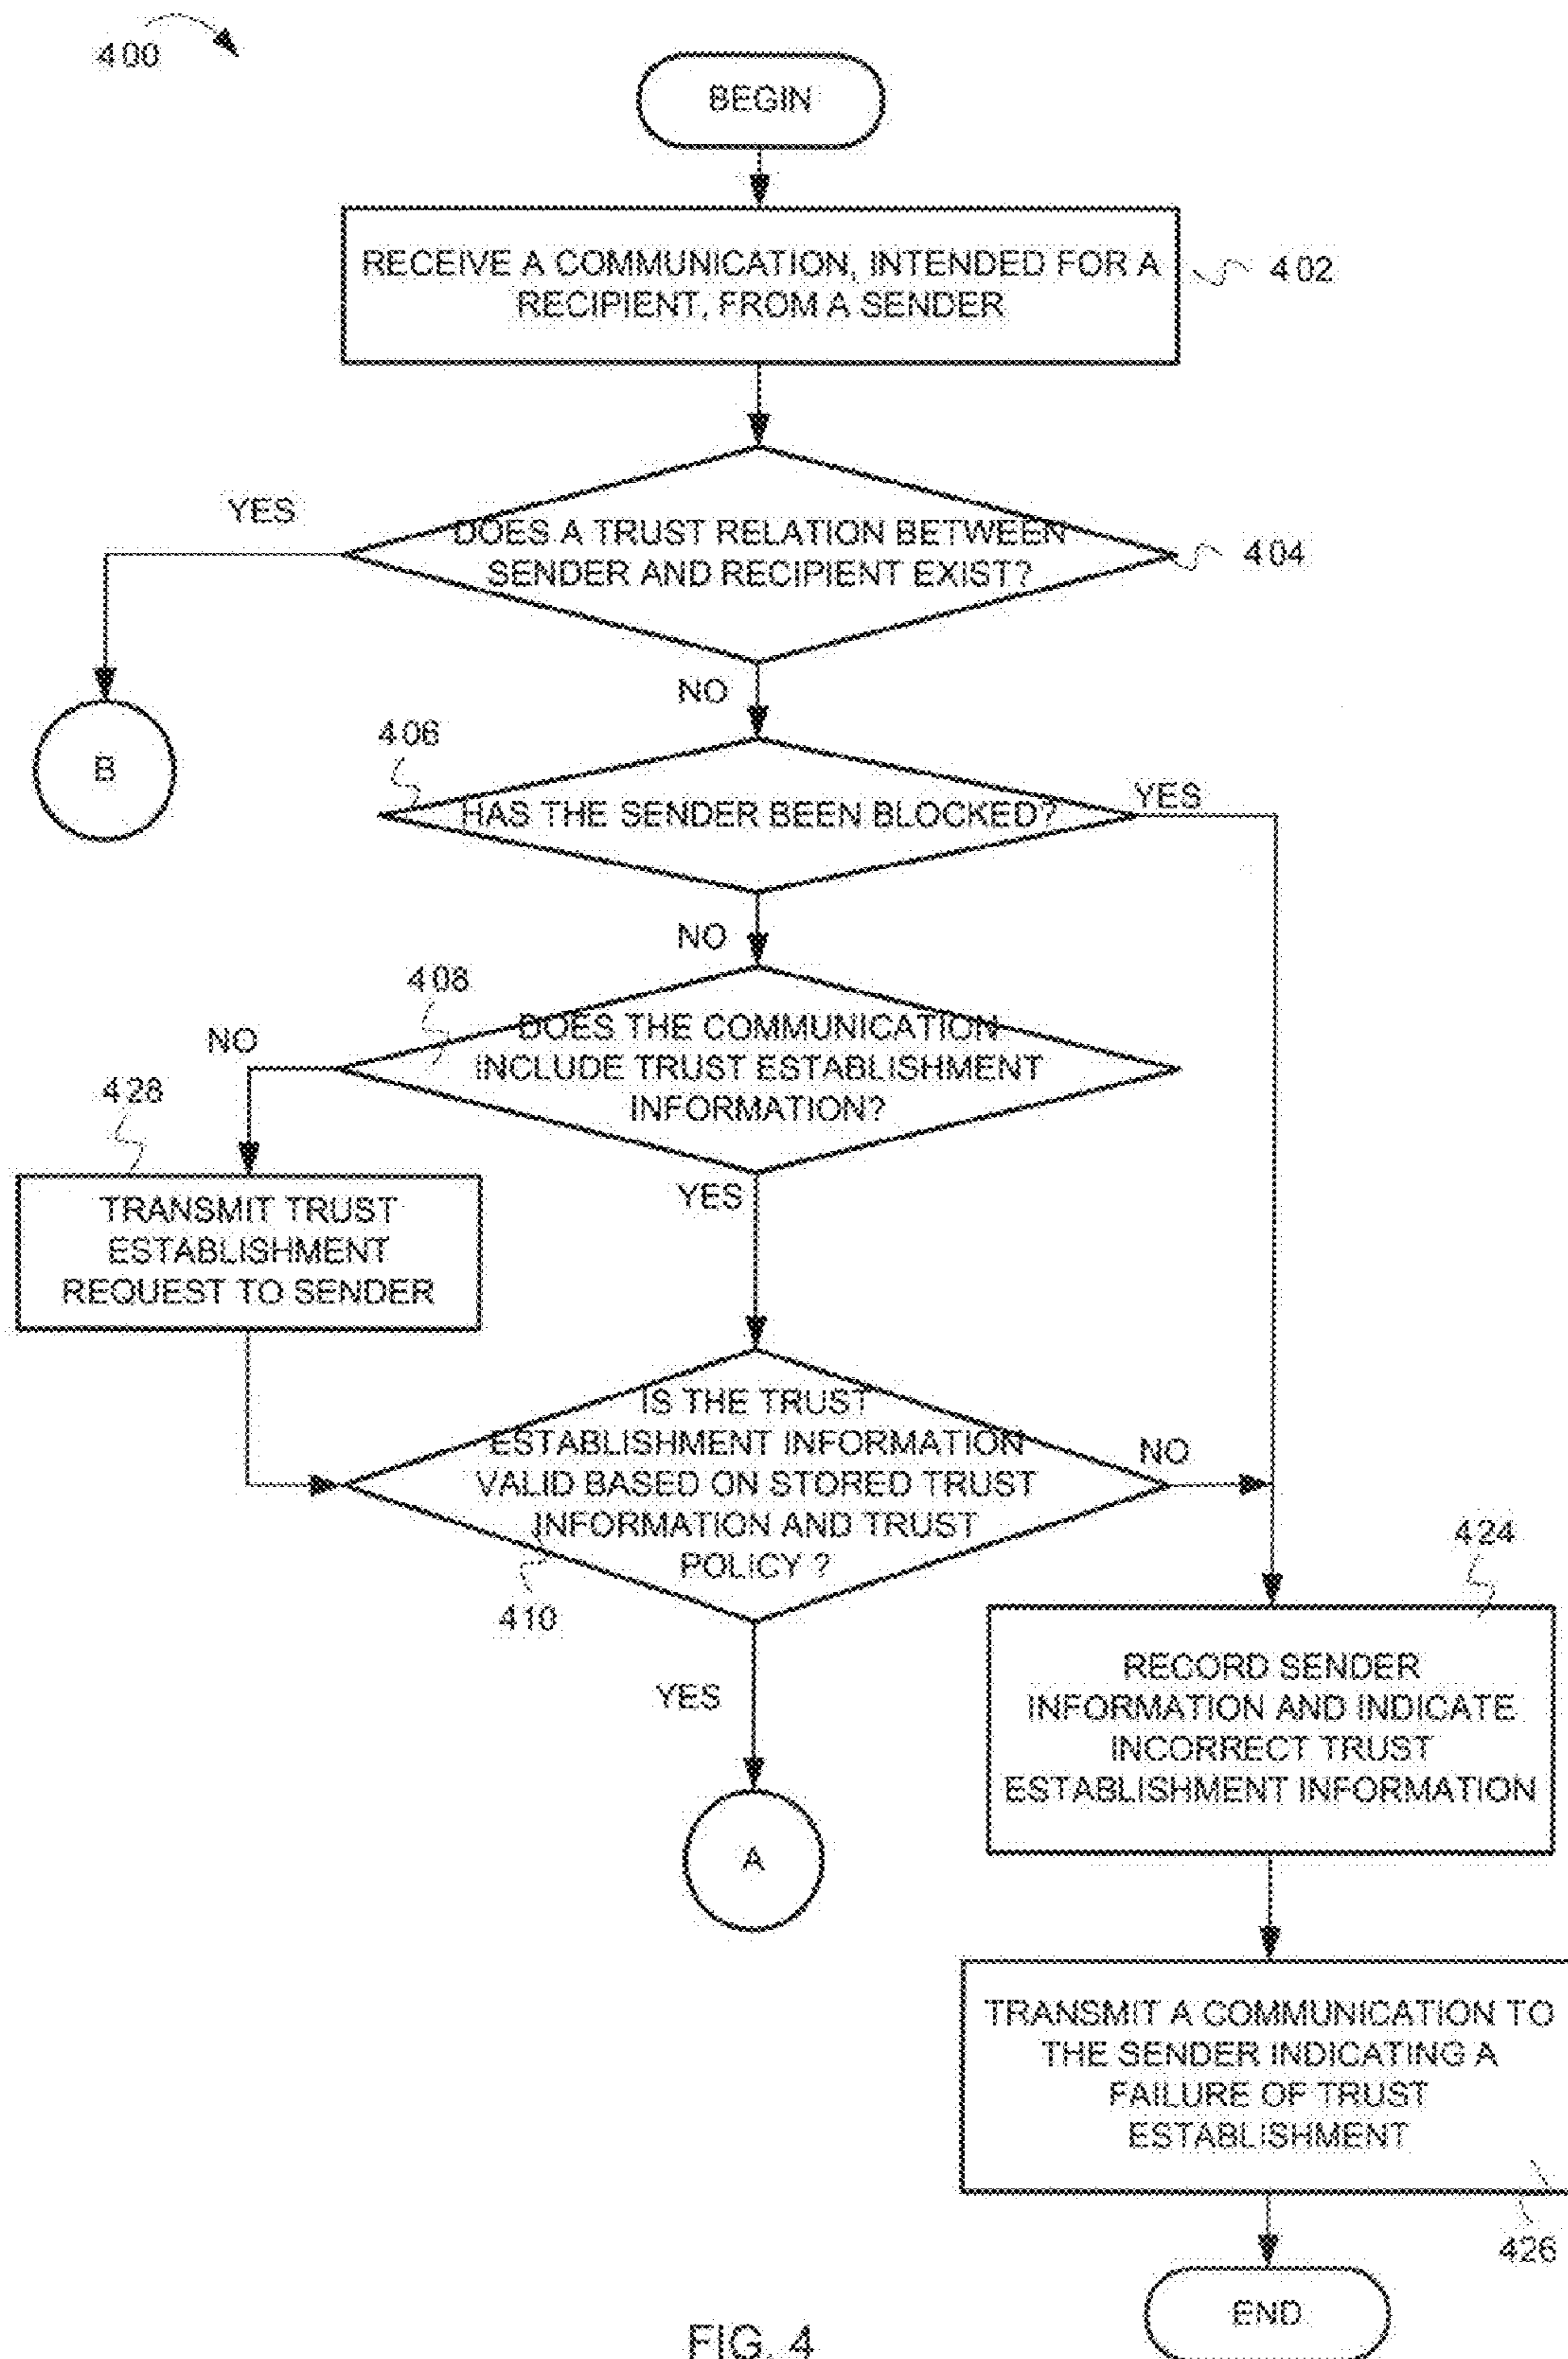 400
BEGIN
RECEIVE A COMMUNICATION, INTENDED FOR A
RECIPIENT, FROM A SENDER
402
YES
DOES A TRUST RELATION BETWEEN
SENDER AND RECIPIENT EXIST?
404
NO
B
406
HAS THE SENDER BEEN BLOCKED?
YES
NO
408
DOES THE COMMUNICATION
INCLUDE TRUST ESTABLISHMENT
INFORMATION?
NO
428
TRANSMIT TRUST
ESTABLISHMENT
REQUEST TO SENDER
YES
IS THE TRUST
ESTABLISHMENT INFORMATION
VALID BASED ON STORED TRUST
INFORMATION AND TRUST
POLICY ?
NO
410
YES
A
424
RECORD SENDER
INFORMATION AND INDICATE
INCORRECT TRUST
ESTABLISHMENT INFORMATION
TRANSMIT A COMMUNICATION TO
THE SENDER INDICATING A
FAILURE OF TRUST
ESTABLISHMENT
426
END
FIG. 4